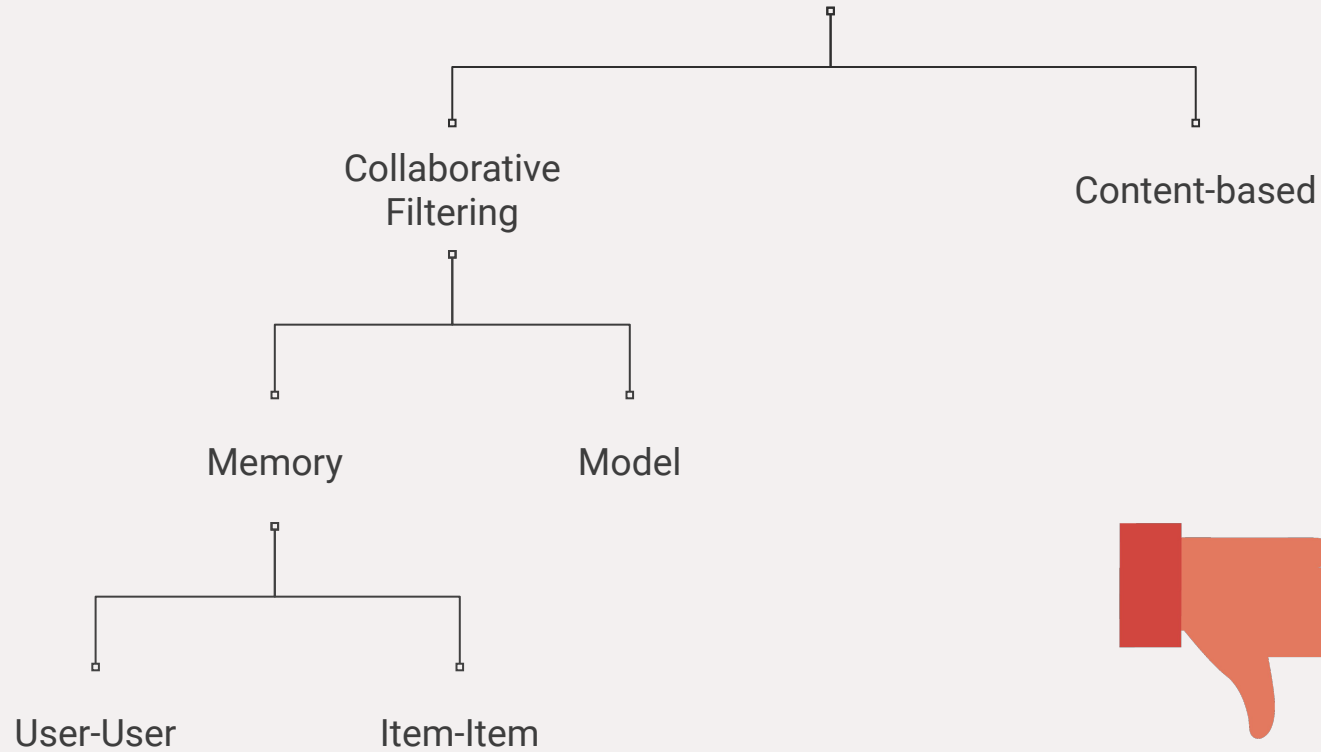 Collaborative
Filtering
Content-based
Memory
Model
User-User
Item-Item